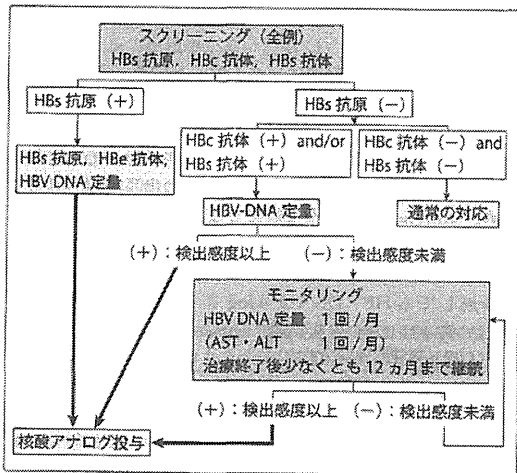 スクリーニング（全例）
HBs 抗原，HBc 抗体，HBs 抗体
HBs 抗原（+）
HBs 抗原（−）
HBs 抗原，HBe 抗体，
HBV DNA 定量
HBc 抗体（+）and/or
HBs 抗体（+）
HBc 抗体（−）and
HBs 抗体（−）
HBV-DNA 定量
通常の対応
（+）：検出感度以上
（−）：検出感度未満
モニタリング
HBV DNA 定量　1回/月
（AST・ALT　1回/月）
治療終了後少なくとも 12 ヵ月まで継続
（+）：検出感度以上
（−）：検出感度未満
核酸アナログ投与